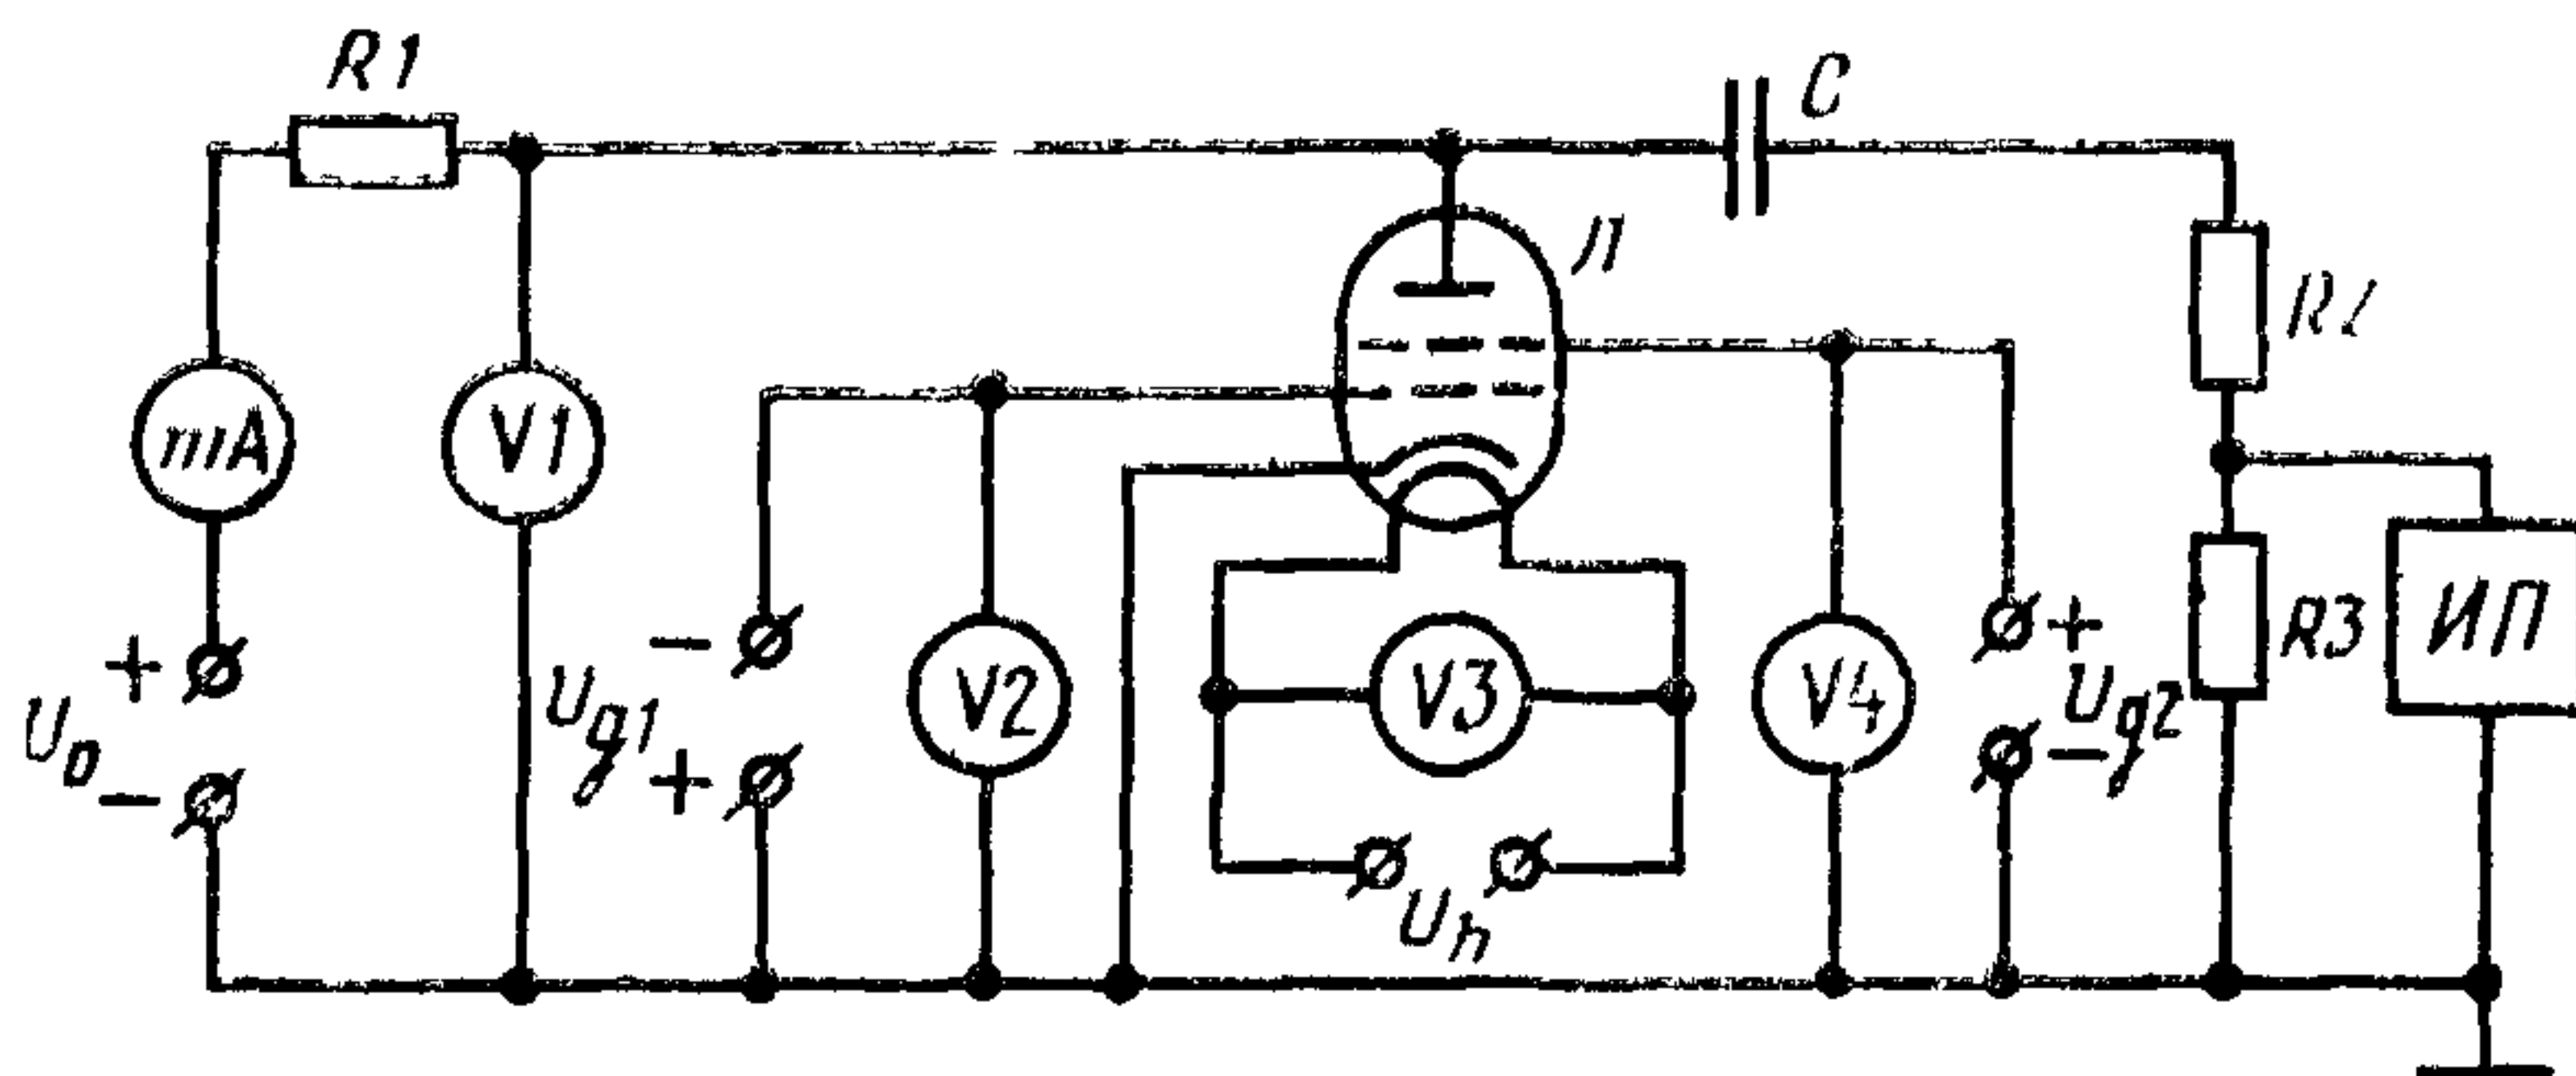 R1
C
Л
R2
mA
V1
+
-
U₀
-
+
Ug1
V2
V3
Uh
V4
+
-
Ug2
R3
ИП